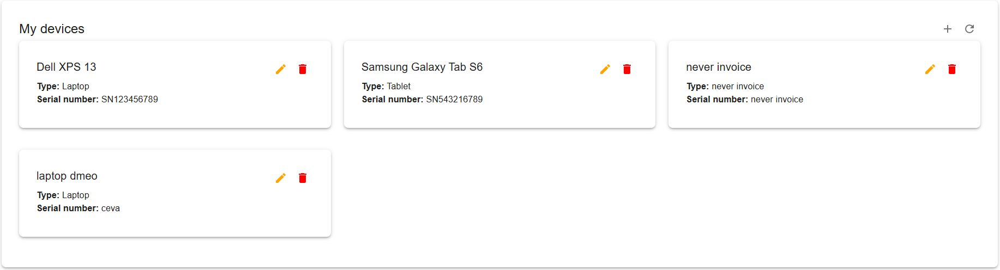 My devices
Dell XPS 13
Type: Laptop
Serial number: SN123456789
Samsung Galaxy Tab S6
Type: Tablet
Serial number: SN543216789
never invoice
Type: never invoice
Serial number: never invoice
laptop dmeo
Type: Laptop
Serial number: ceva